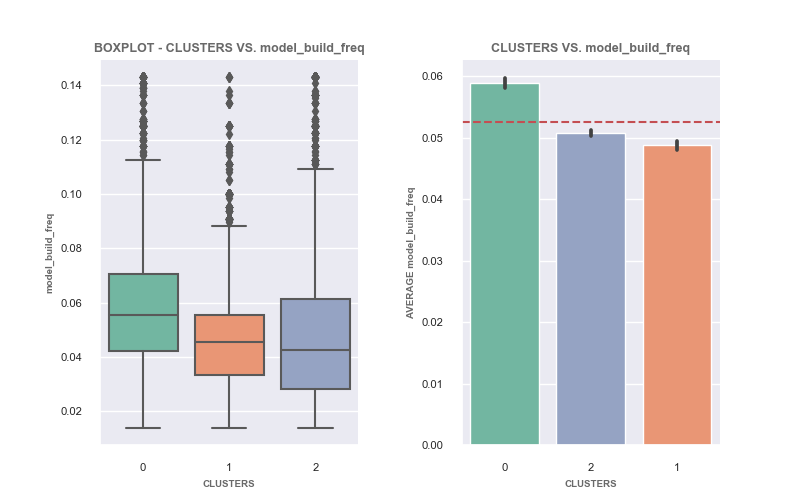 BOXPLOT - CLUSTERS VS. model_build_freq
0.14
0.12
0.10
0.08
0.06
0.04
0.02
model_build_freq
0 1 2
CLUSTERS
CLUSTERS VS. model_build_freq
0.06
0.05
0.04
0.03
0.02
0.01
0.00
AVERAGE model_build_freq
0 2 1
CLUSTERS